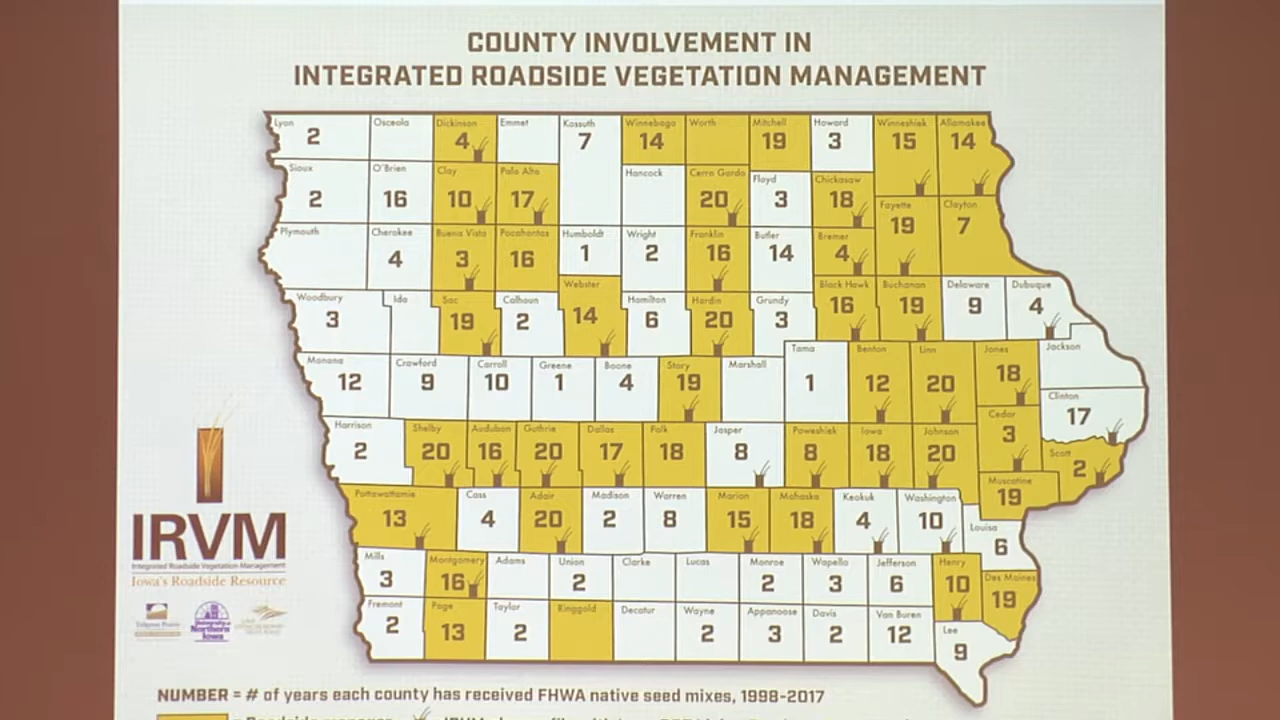 COUNTY INVOLVEMENT IN
INTEGRATED ROADSIDE VEGETATION MANAGEMENT
Lyon Osceola Dickinson Emmet Kossuth Winnebago Worth Mitchell Howard Winneshiek Allamakee
2 4 7 14 19 3 15 14
Sioux O'Brien Clay Palo Alto Hancock Cerro Gordo Floyd Chickasaw
2 16 10 17 20 3 18
Fayette Clayton
19 7
Plymouth Cherokee Buena Vista Pocahontas Humboldt Wright Franklin Butler Bremer
4 3 16 1 2 16 14 4
Woodbury Ida Sac Calhoun Webster Hamilton Hardin Grundy Black Hawk Buchanan Delaware Dubuque
3 19 2 14 6 20 3 16 19 9 4
Monona Crawford Carroll Greene Boone Story Marshall Tama Benton Linn Jones Jackson
12 9 10 1 4 19 1 12 20 18
Clinton
17
Harrison Shelby Audubon Guthrie Dallas Polk Jasper Poweshiek Iowa Johnson Cedar Scott
2 20 16 20 17 18 8 8 18 20 3 2
Muscatine
19
Pottawattamie Cass Adair Madison Warren Marion Mahaska Keokuk Washington Louisa
13 4 20 2 8 15 18 4 10 6
Mills Montgomery Adams Union Clarke Lucas Monroe Wapello Jefferson Henry Des Moines
3 16 2 2 3 6 10 19
Fremont Page Taylor Ringgold Decatur Wayne Appanoose Davis Van Buren Lee
2 13 2 2 3 2 12 9
IRVM
Integrated Roadside Vegetation Management
Iowa's Roadside Resource
Tallgrass Prairie
University of
Northern
Iowa
NUMBER = # of years each county has received FHWA native seed mixes, 1998-2017